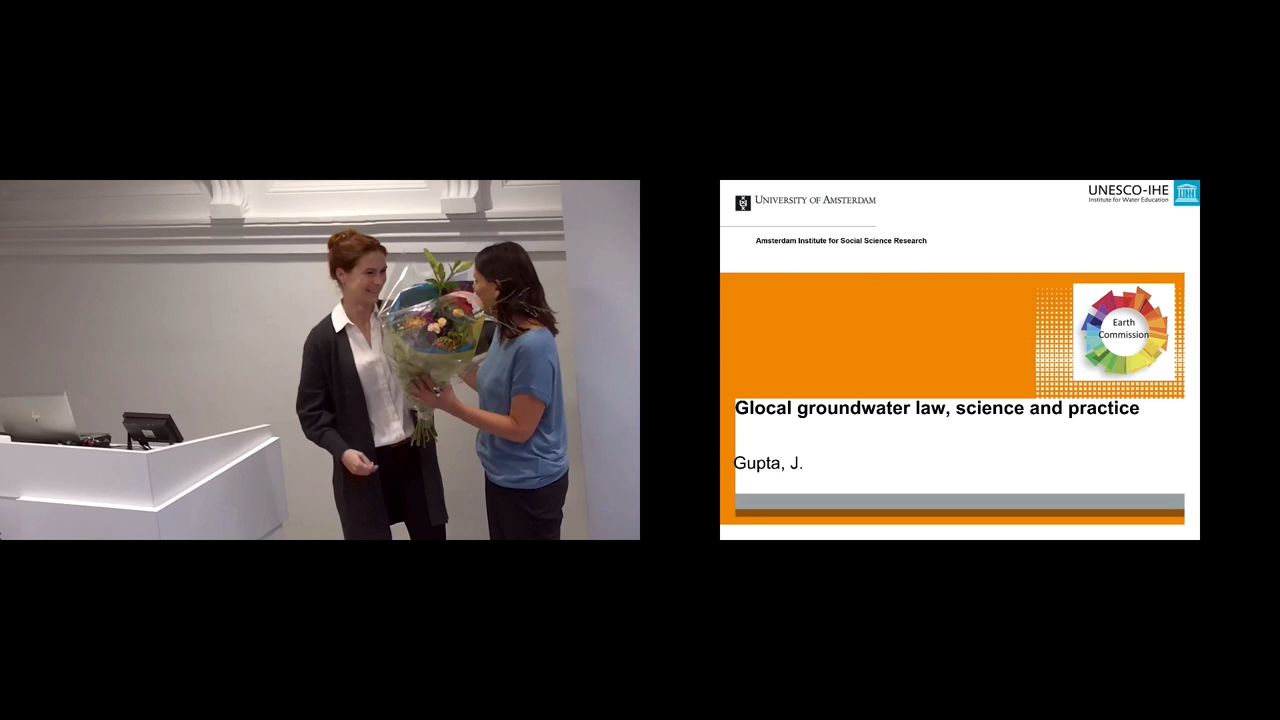 UNIVERSITY OF AMSTERDAM
UNESCO-IHE
Institute for Water Education
Amsterdam Institute for Social Science Research
Earth
Commission
Glocal groundwater law, science and practice
Gupta, J.